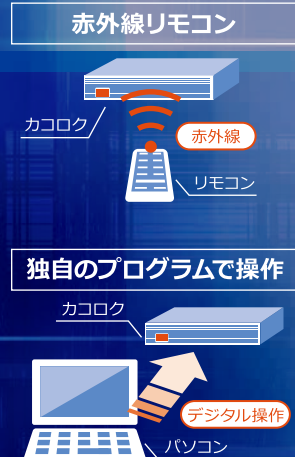 赤外線リモコン
カコロク
赤外線
リモコン
独自のプログラムで操作
カコロク
デジタル操作
パソコン